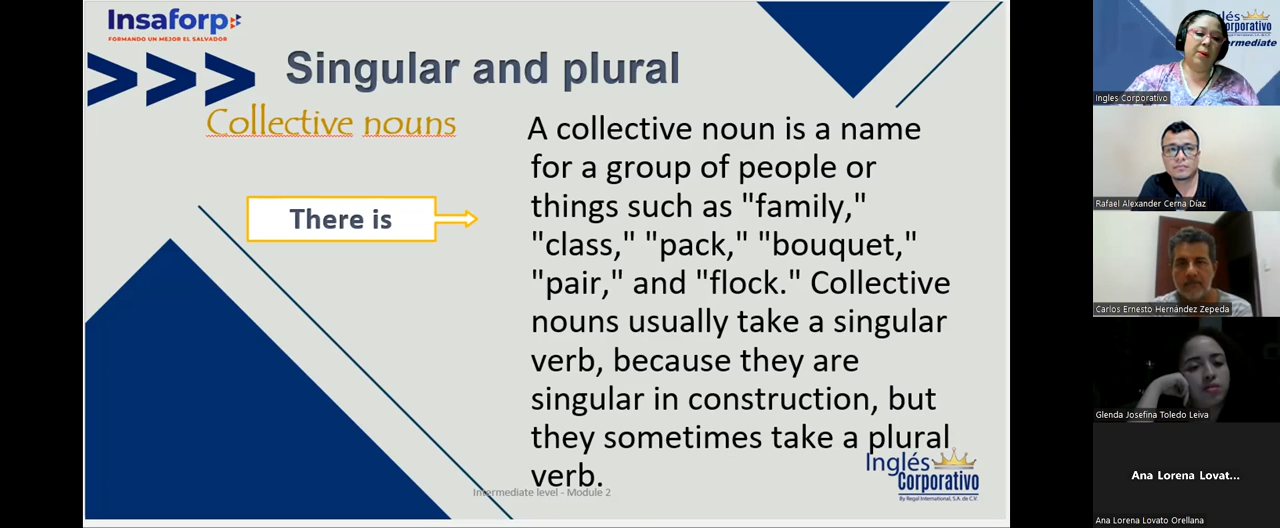 Insaforp
FORMANDO UN MEJOR EL SALVADOR
>>> Singular and plural
Collective nouns
There is
A collective noun is a name
for a group of people or
things such as "family,"
"class," "pack," "bouquet,"
"pair," and "flock." Collective
nouns usually take a singular
verb, because they are
singular in construction, but
they sometimes take a plural
verb.
Intermediate level - Module 2
Inglés
Corporativo
By Regal International, S.A. de C.V.
Ingles Corporativo
Rafael Alexander Cerna Díaz
Carlos Ernesto Hernández Zepeda
Glenda Josefina Toledo Leiva
Ana Lorena Lovat...
Ana Lorena Lovato Orellana